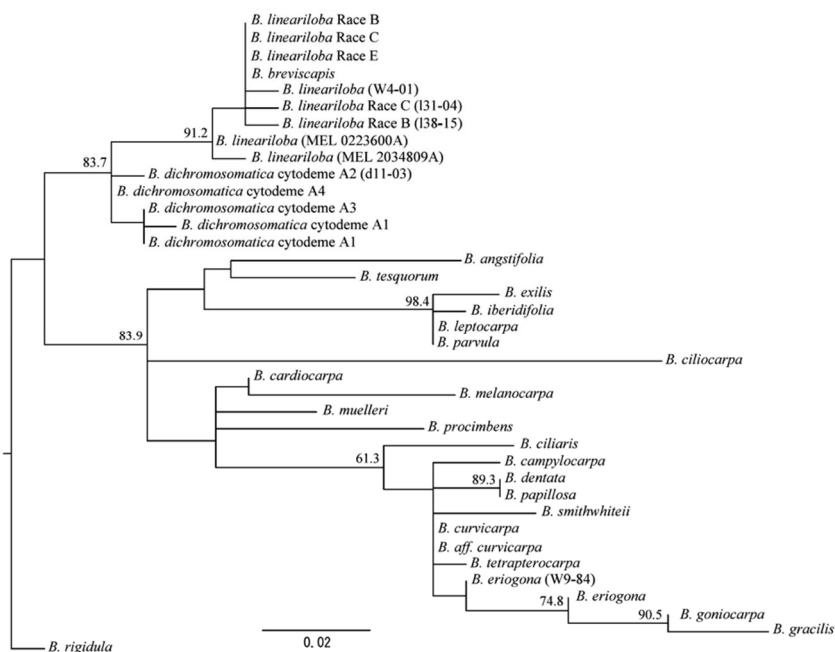 B. lineariloba Race B
B. lineariloba Race C
B. lineariloba Race E
B. breviscapis
B. lineariloba (W4-01)
B. lineariloba Race C (l31-04)
B. lineariloba Race B (l38-15)
91.2
B. lineariloba (MEL 0223600A)
B. lineariloba (MEL 2034809A)
83.7
B. dichromosomatica cytodeme A2 (d11-03)
B. dichromosomatica cytodeme A4
B. dichromosomatica cytodeme A3
B. dichromosomatica cytodeme A1
B. dichromosomatica cytodeme A1
B. angstifolia
B. tesquorum
B. exilis
98.4
B. iberidifolia
B. leptocarpa
83.9
B. parvula
B. ciliocarpa
B. cardiocarpa
B. melanocarpa
B. muelleri
B. procimbens
B. ciliaris
61.3
B. campylocarpa
89.3
B. dentata
B. papillosa
B. smithwhiteii
B. curvicarpa
B. aff. curvicarpa
B. tetrapterocarpa
B. eriogona (W9-84)
74.8
B. eriogona
90.5
B. goniocarpa
B. gracilis
0.02
B. rigidula